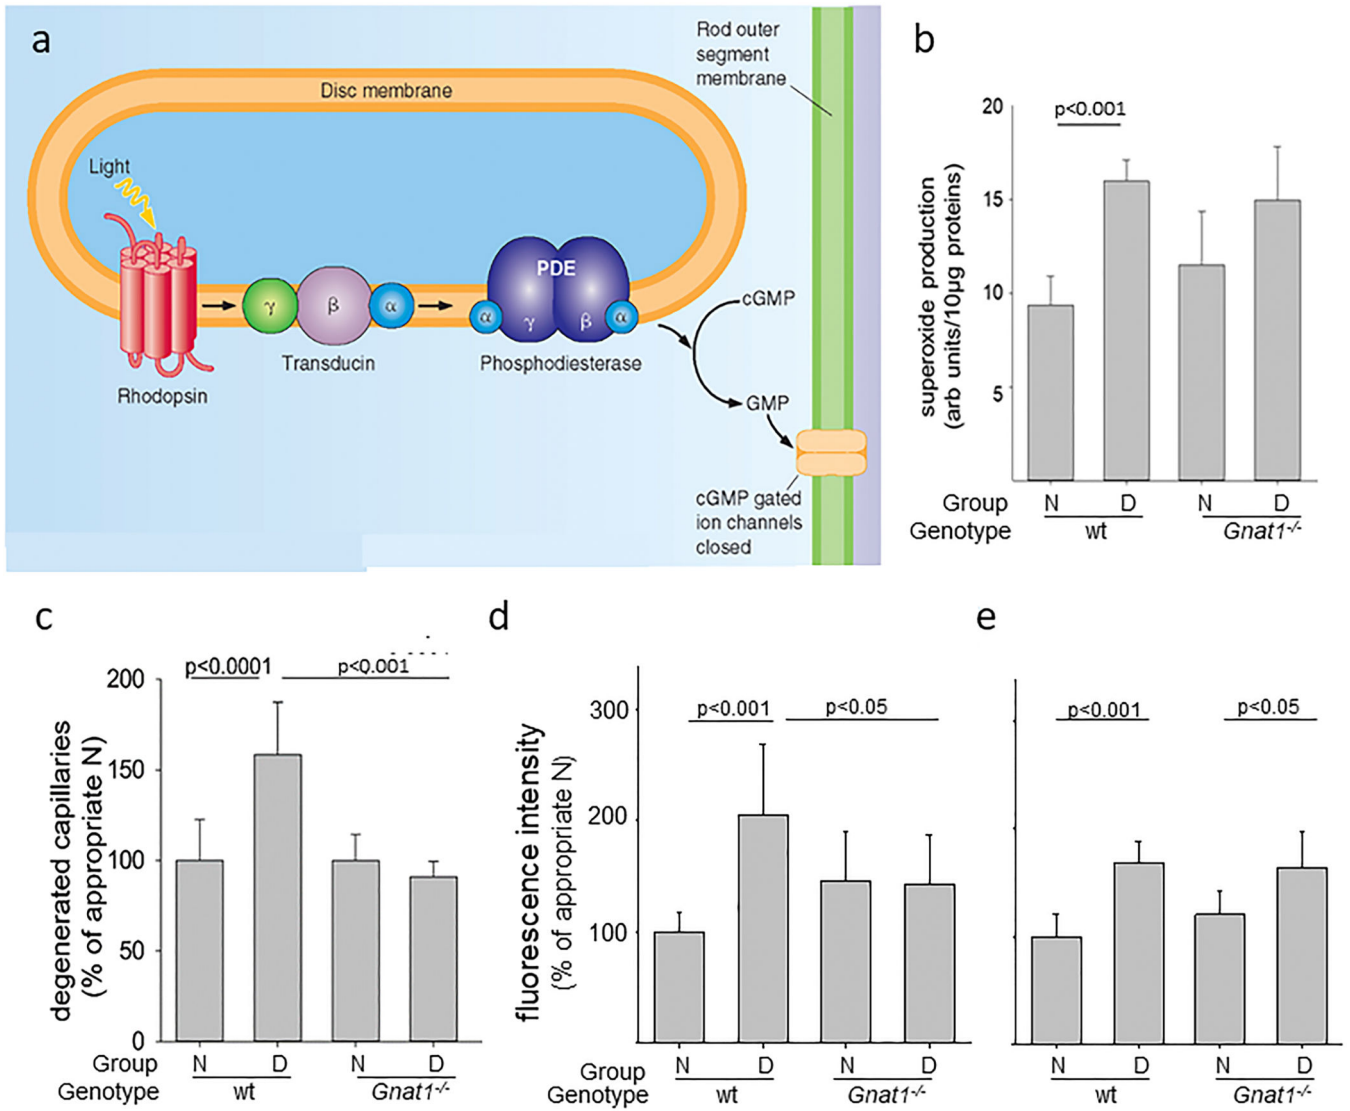 a
Disc membrane
Rod outer
segment
membrane
Light
γ
β
α
PDE
α
γ
β
α
cGMP
Transducin
Phosphodiesterase
Rhodopsin
GMP
cGMP gated
ion channels
closed
b
superoxide production
(arb units/10µg proteins)
20
15
10
5
p<0.001
Group N D N D
Genotype wt Gnat1-/-
c
degenerated capillaries
(% of appropriate N)
200
150
100
50
0
p<0.0001
p<0.001
Group N D N D
Genotype wt Gnat1-/-
d
fluorescence intensity
(% of appropriate N)
300
200
100
p<0.001
p<0.05
Group N D N D
Genotype wt Gnat1-/-
e
p<0.001
p<0.05
N D N D
wt Gnat1-/-